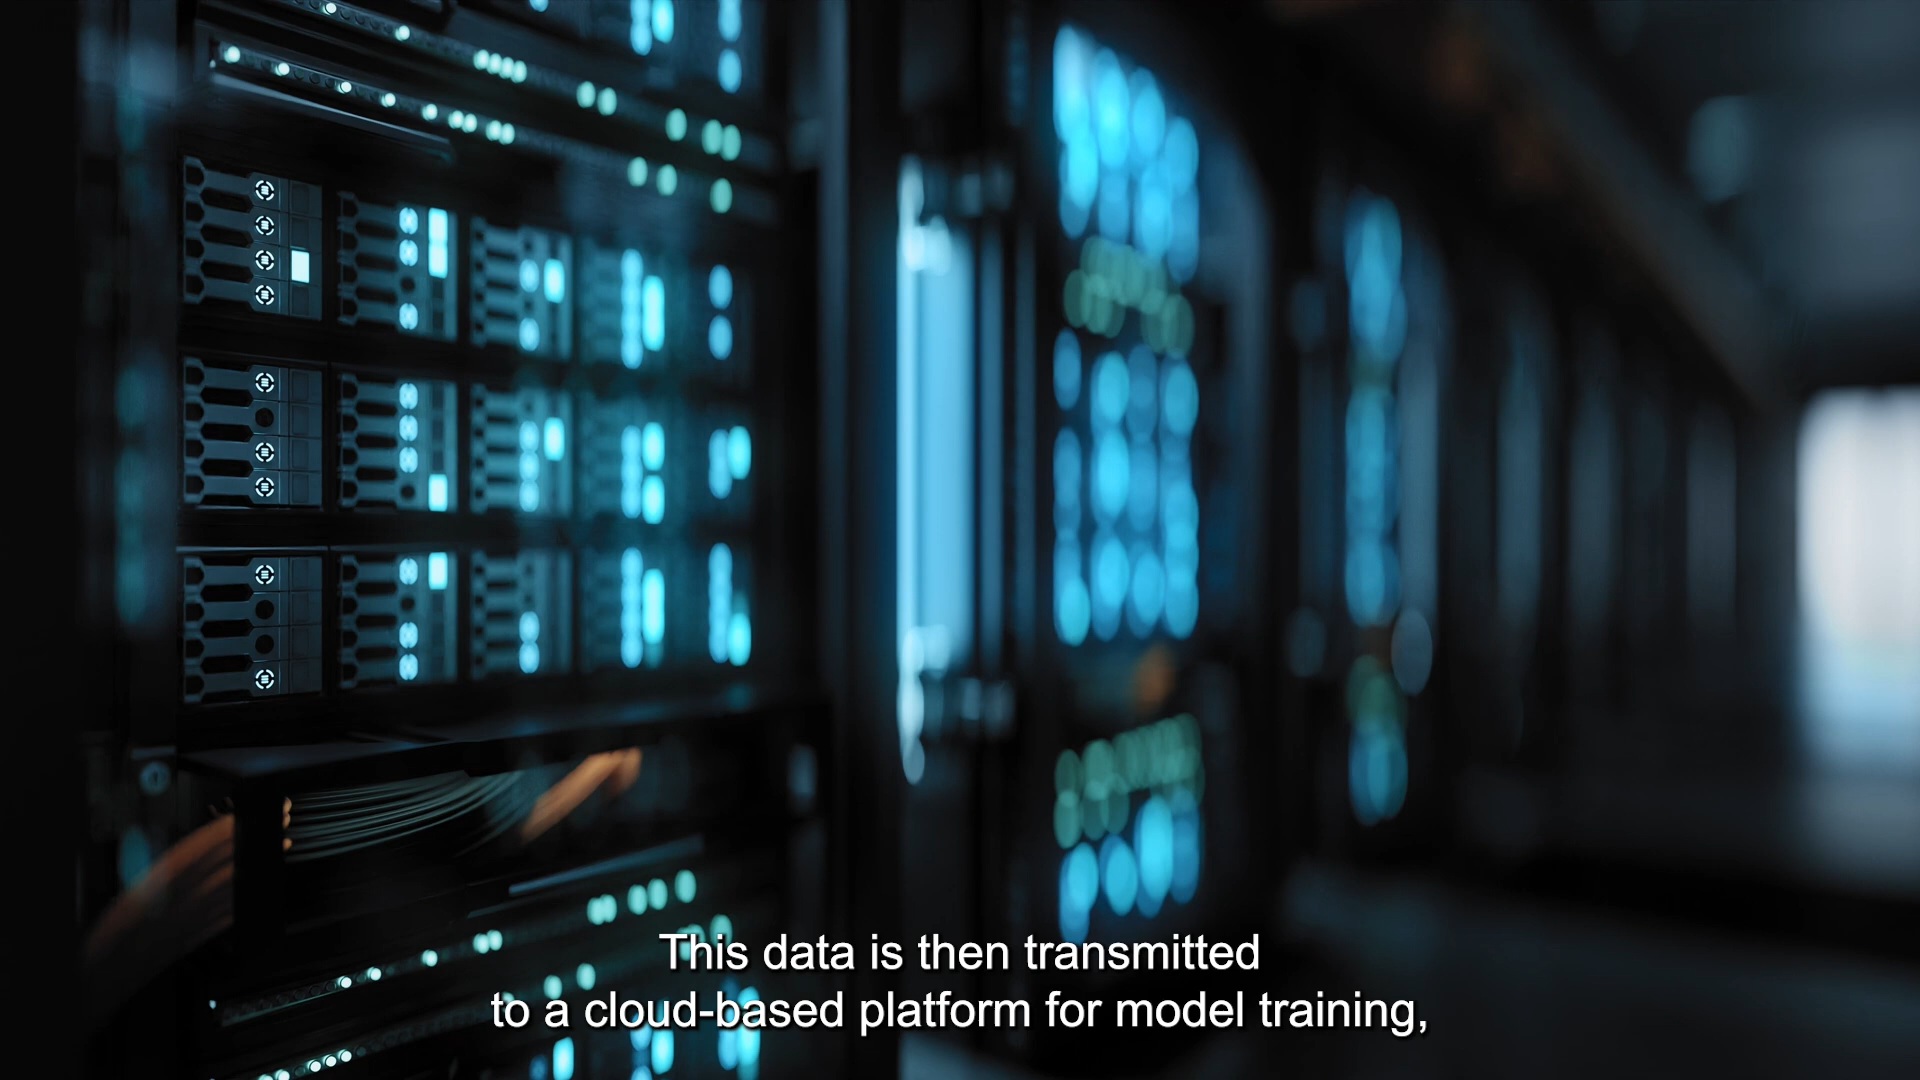 This data is then transmitted
to a cloud-based platform for model training,